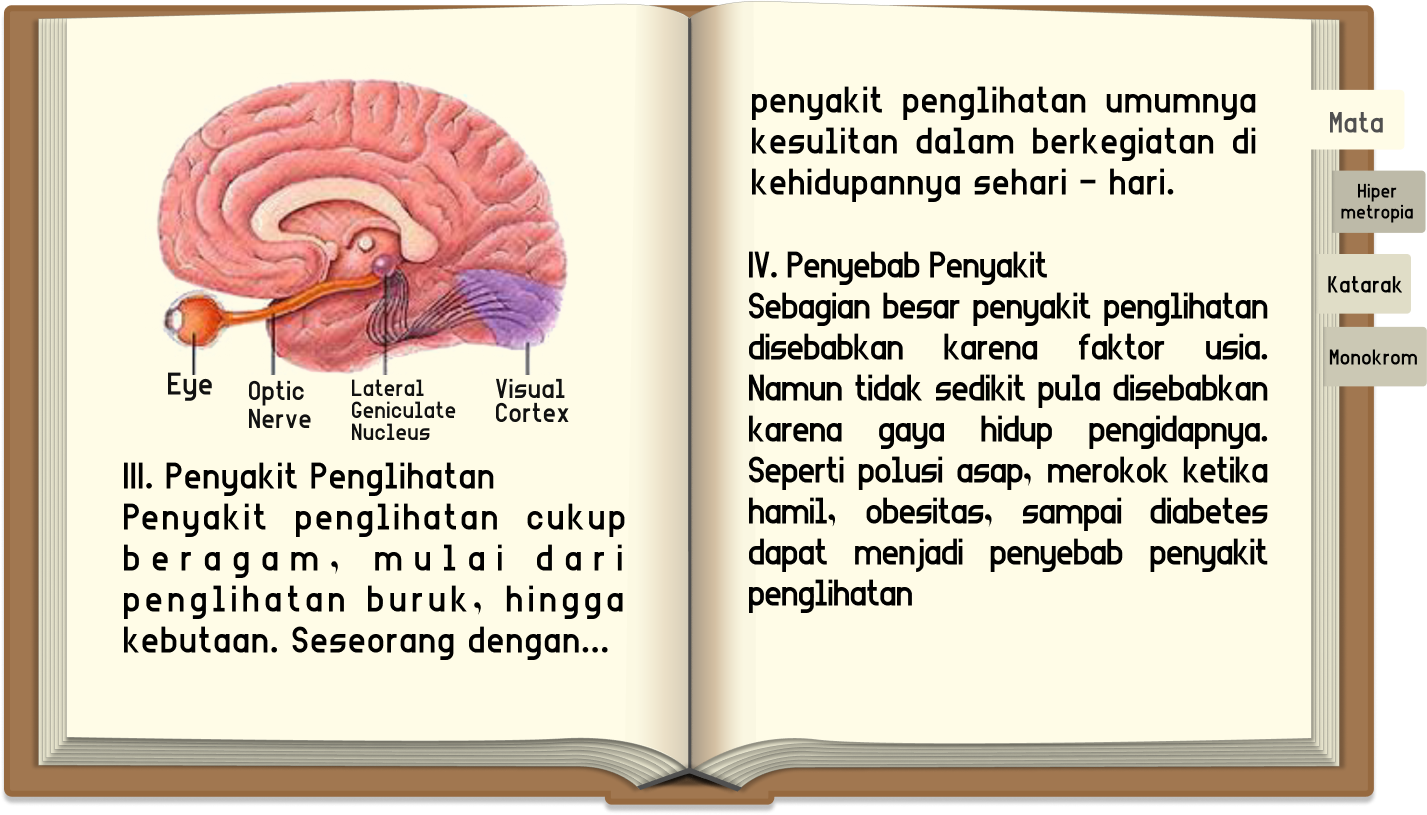 Eye
Optic
Nerve
Lateral
Geniculate
Nucleus
Visual
Cortex
III. Penyakit Penglihatan
Penyakit penglihatan cukup
beragam, mulai dari
penglihatan buruk, hingga
kebutaan. Seseorang dengan...
penyakit penglihatan umumnya
kesulitan dalam berkegiatan di
kehidupannya sehari - hari.
IV. Penyebab Penyakit
Sebagian besar penyakit penglihatan
disebabkan karena faktor usia.
Namun tidak sedikit pula disebabkan
karena gaya hidup pengidapnya.
Seperti polusi asap, merokok ketika
hamil, obesitas, sampai diabetes
dapat menjadi penyebab penyakit
penglihatan
Mata
Hiper
metropia
Katarak
Monokrom